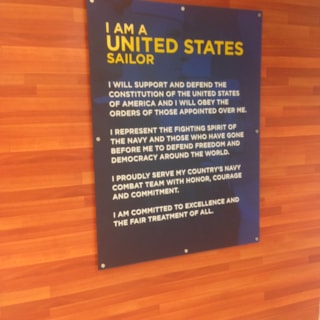 I AM A
UNITED STATES
SAILOR
I WILL SUPPORT AND DEFEND THE
CONSTITUTION OF THE UNITED STATES
OF AMERICA AND I WILL OBEY THE
ORDERS OF THOSE APPOINTED OVER ME.
I REPRESENT THE FIGHTING SPIRIT OF
THE NAVY AND THOSE WHO HAVE GONE
BEFORE ME TO DEFEND FREEDOM AND
DEMOCRACY AROUND THE WORLD.
I PROUDLY SERVE MY COUNTRY'S NAVY
COMBAT TEAM WITH HONOR, COURAGE
AND COMMITMENT.
I AM COMMITTED TO EXCELLENCE AND
THE FAIR TREATMENT OF ALL.